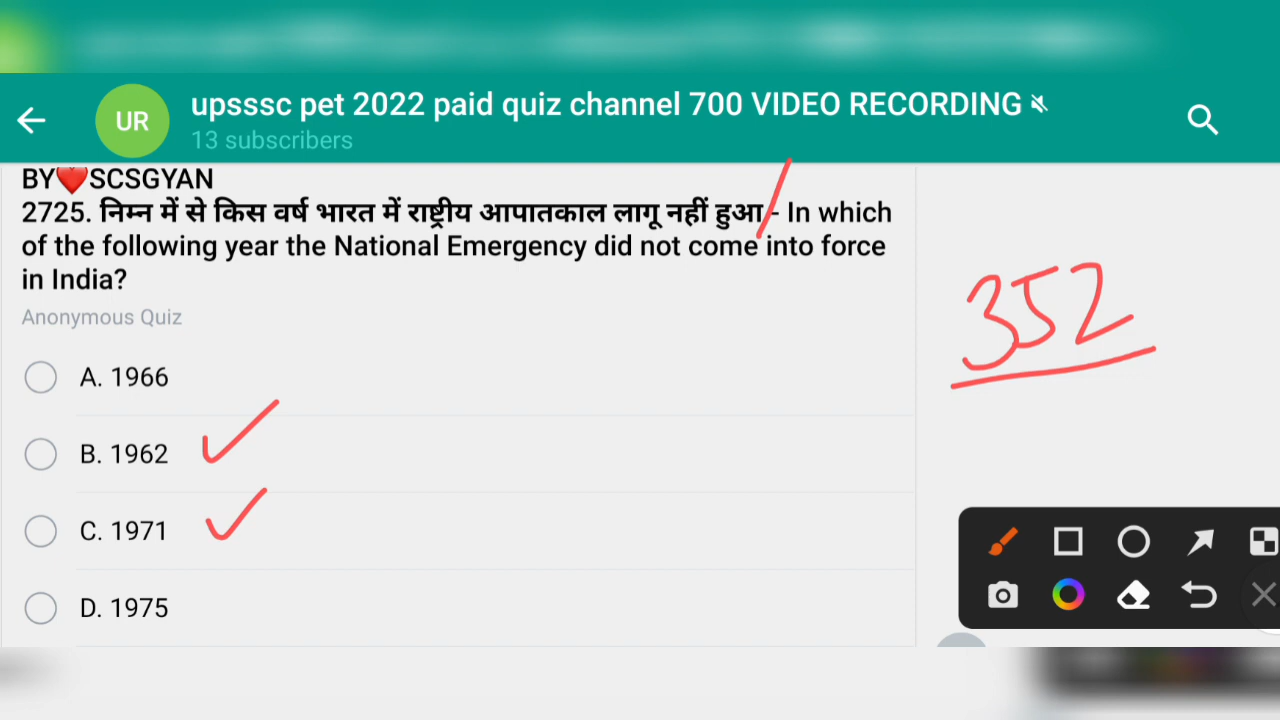 UR
upsssc pet 2022 paid quiz channel 700 VIDEO RECORDING
13 subscribers
BY❤️SCSGYAN
2725. निम्न में से किस वर्ष भारत में राष्ट्रीय आपातकाल लागू नहीं हुआ - In which
of the following year the National Emergency did not come into force
in India?
Anonymous Quiz
A. 1966
B. 1962
C. 1971
D. 1975
352